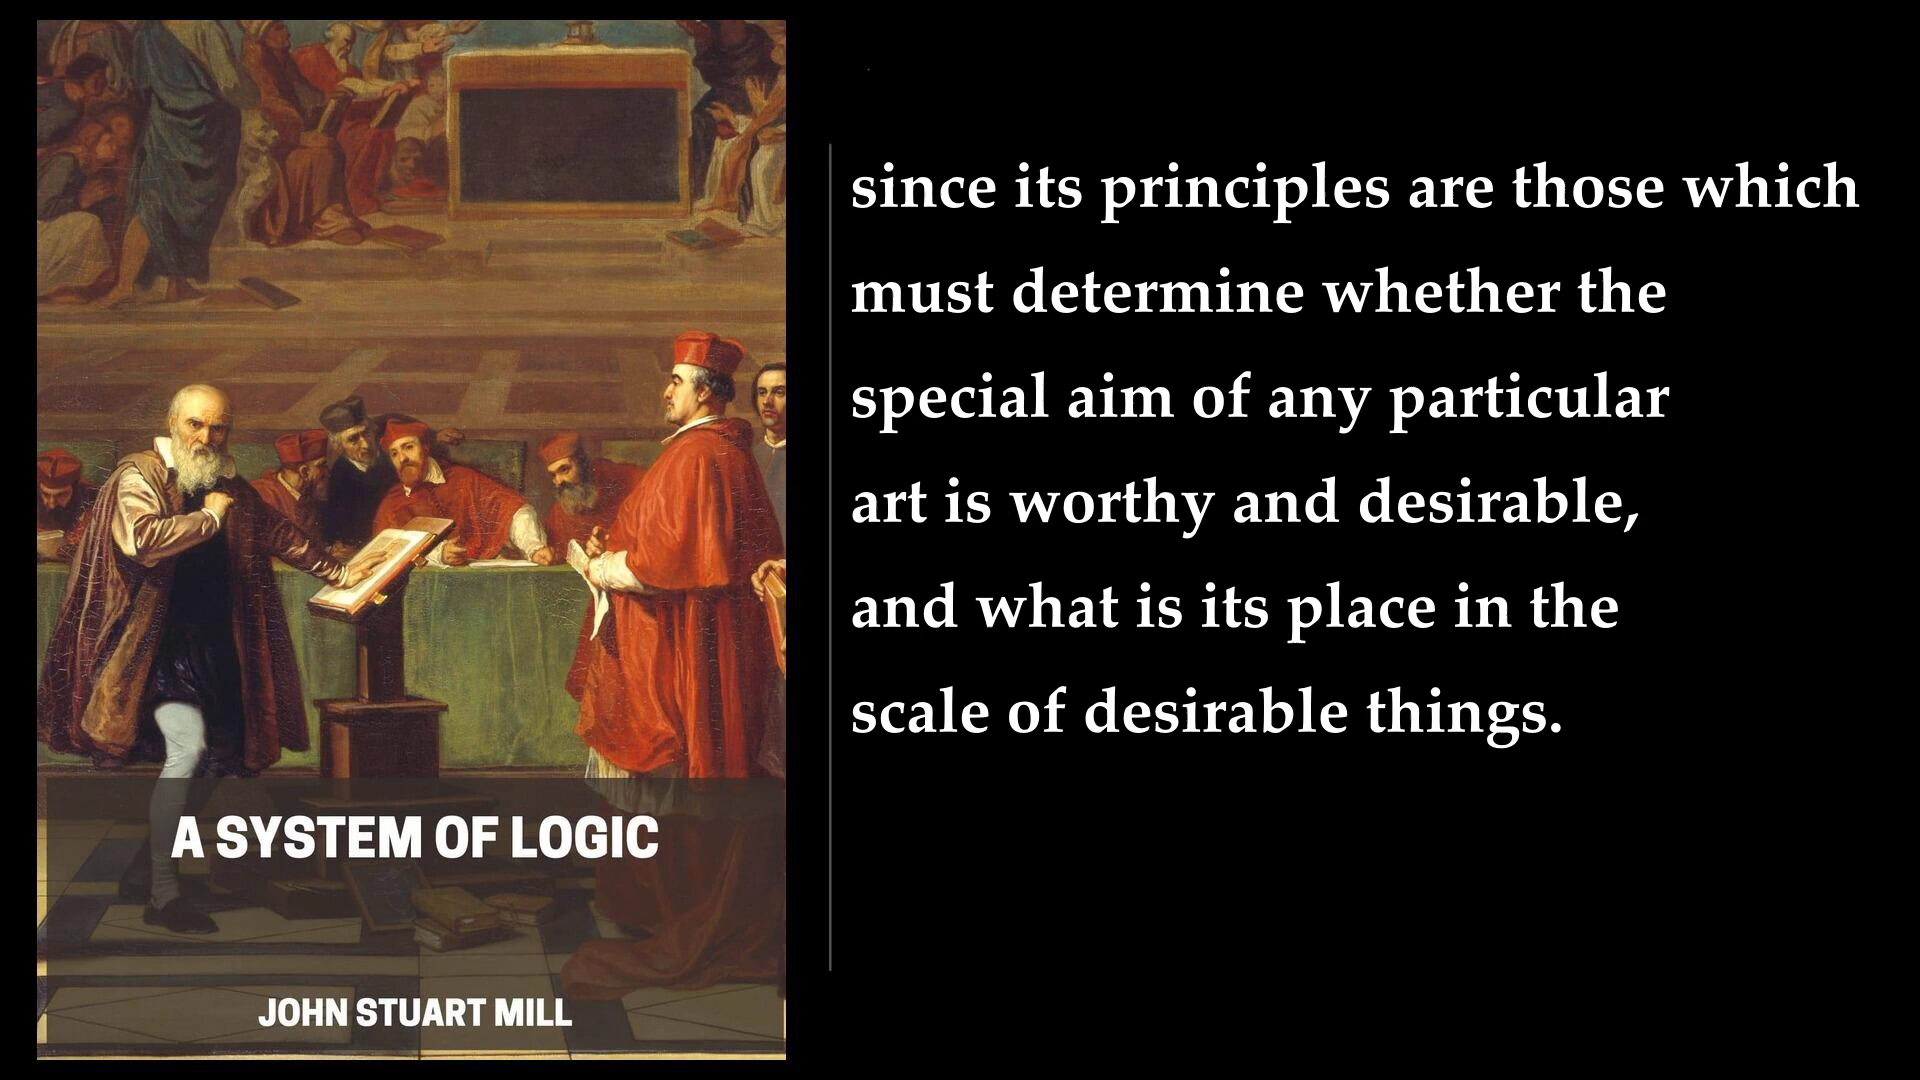 A SYSTEM OF LOGIC
JOHN STUART MILL
since its principles are those which
must determine whether the
special aim of any particular
art is worthy and desirable,
and what is its place in the
scale of desirable things.